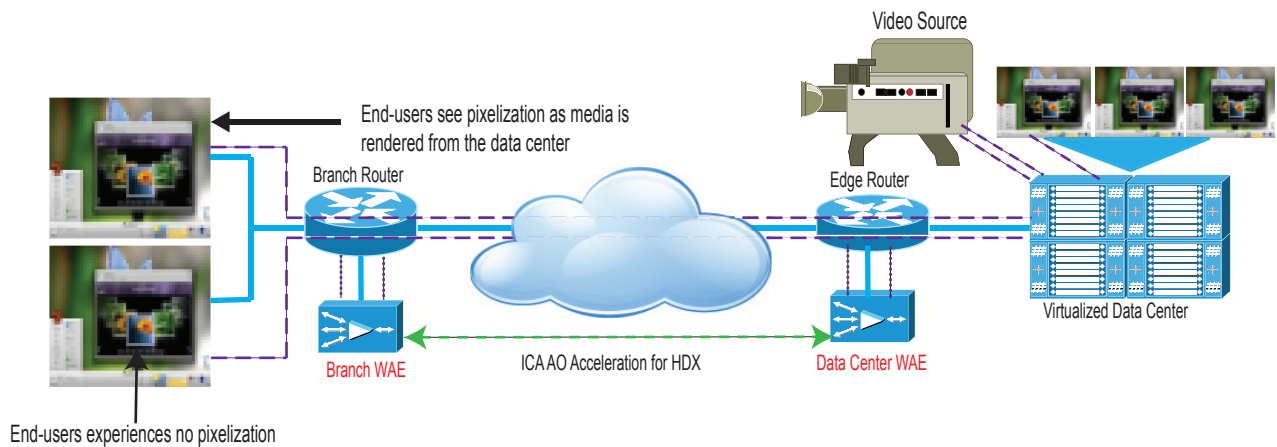 Video Source
End-users see pixelization as media is
rendered from the data center
Branch Router
Edge Router
Virtualized Data Center
ICA AO Acceleration for HDX
Branch WAE
Data Center WAE
End-users experiences no pixelization